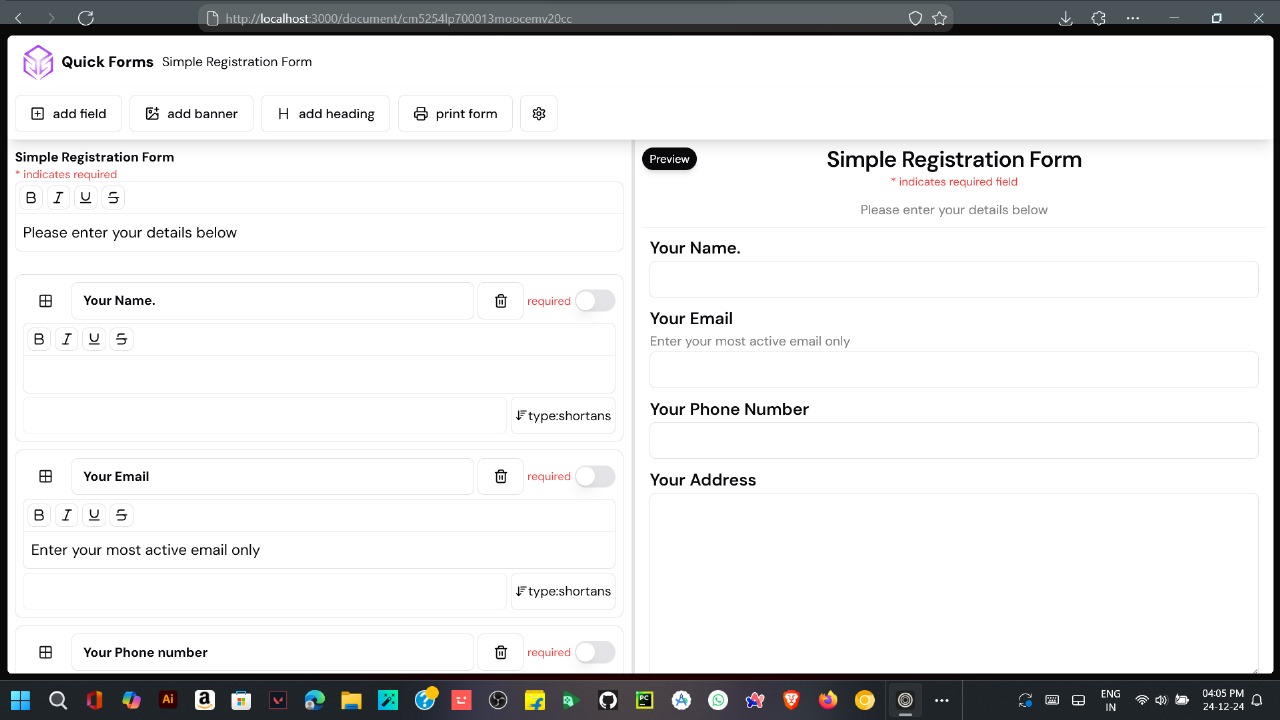 http://localhost:3000/document/cm5254lp700013moocemv20cc
Quick Forms Simple Registration Form
add field add banner H add heading print form
Simple Registration Form
* indicates required
B I U S
Please enter your details below
Your Name. required
B I U S
type:shortans
Your Email required
B I U S
Enter your most active email only
type:shortans
Your Phone number required
Preview
Simple Registration Form
* indicates required field
Please enter your details below
Your Name.
Your Email
Enter your most active email only
Your Phone Number
Your Address
Ai
PC
ENG
IN
04:05 PM
24-12-24